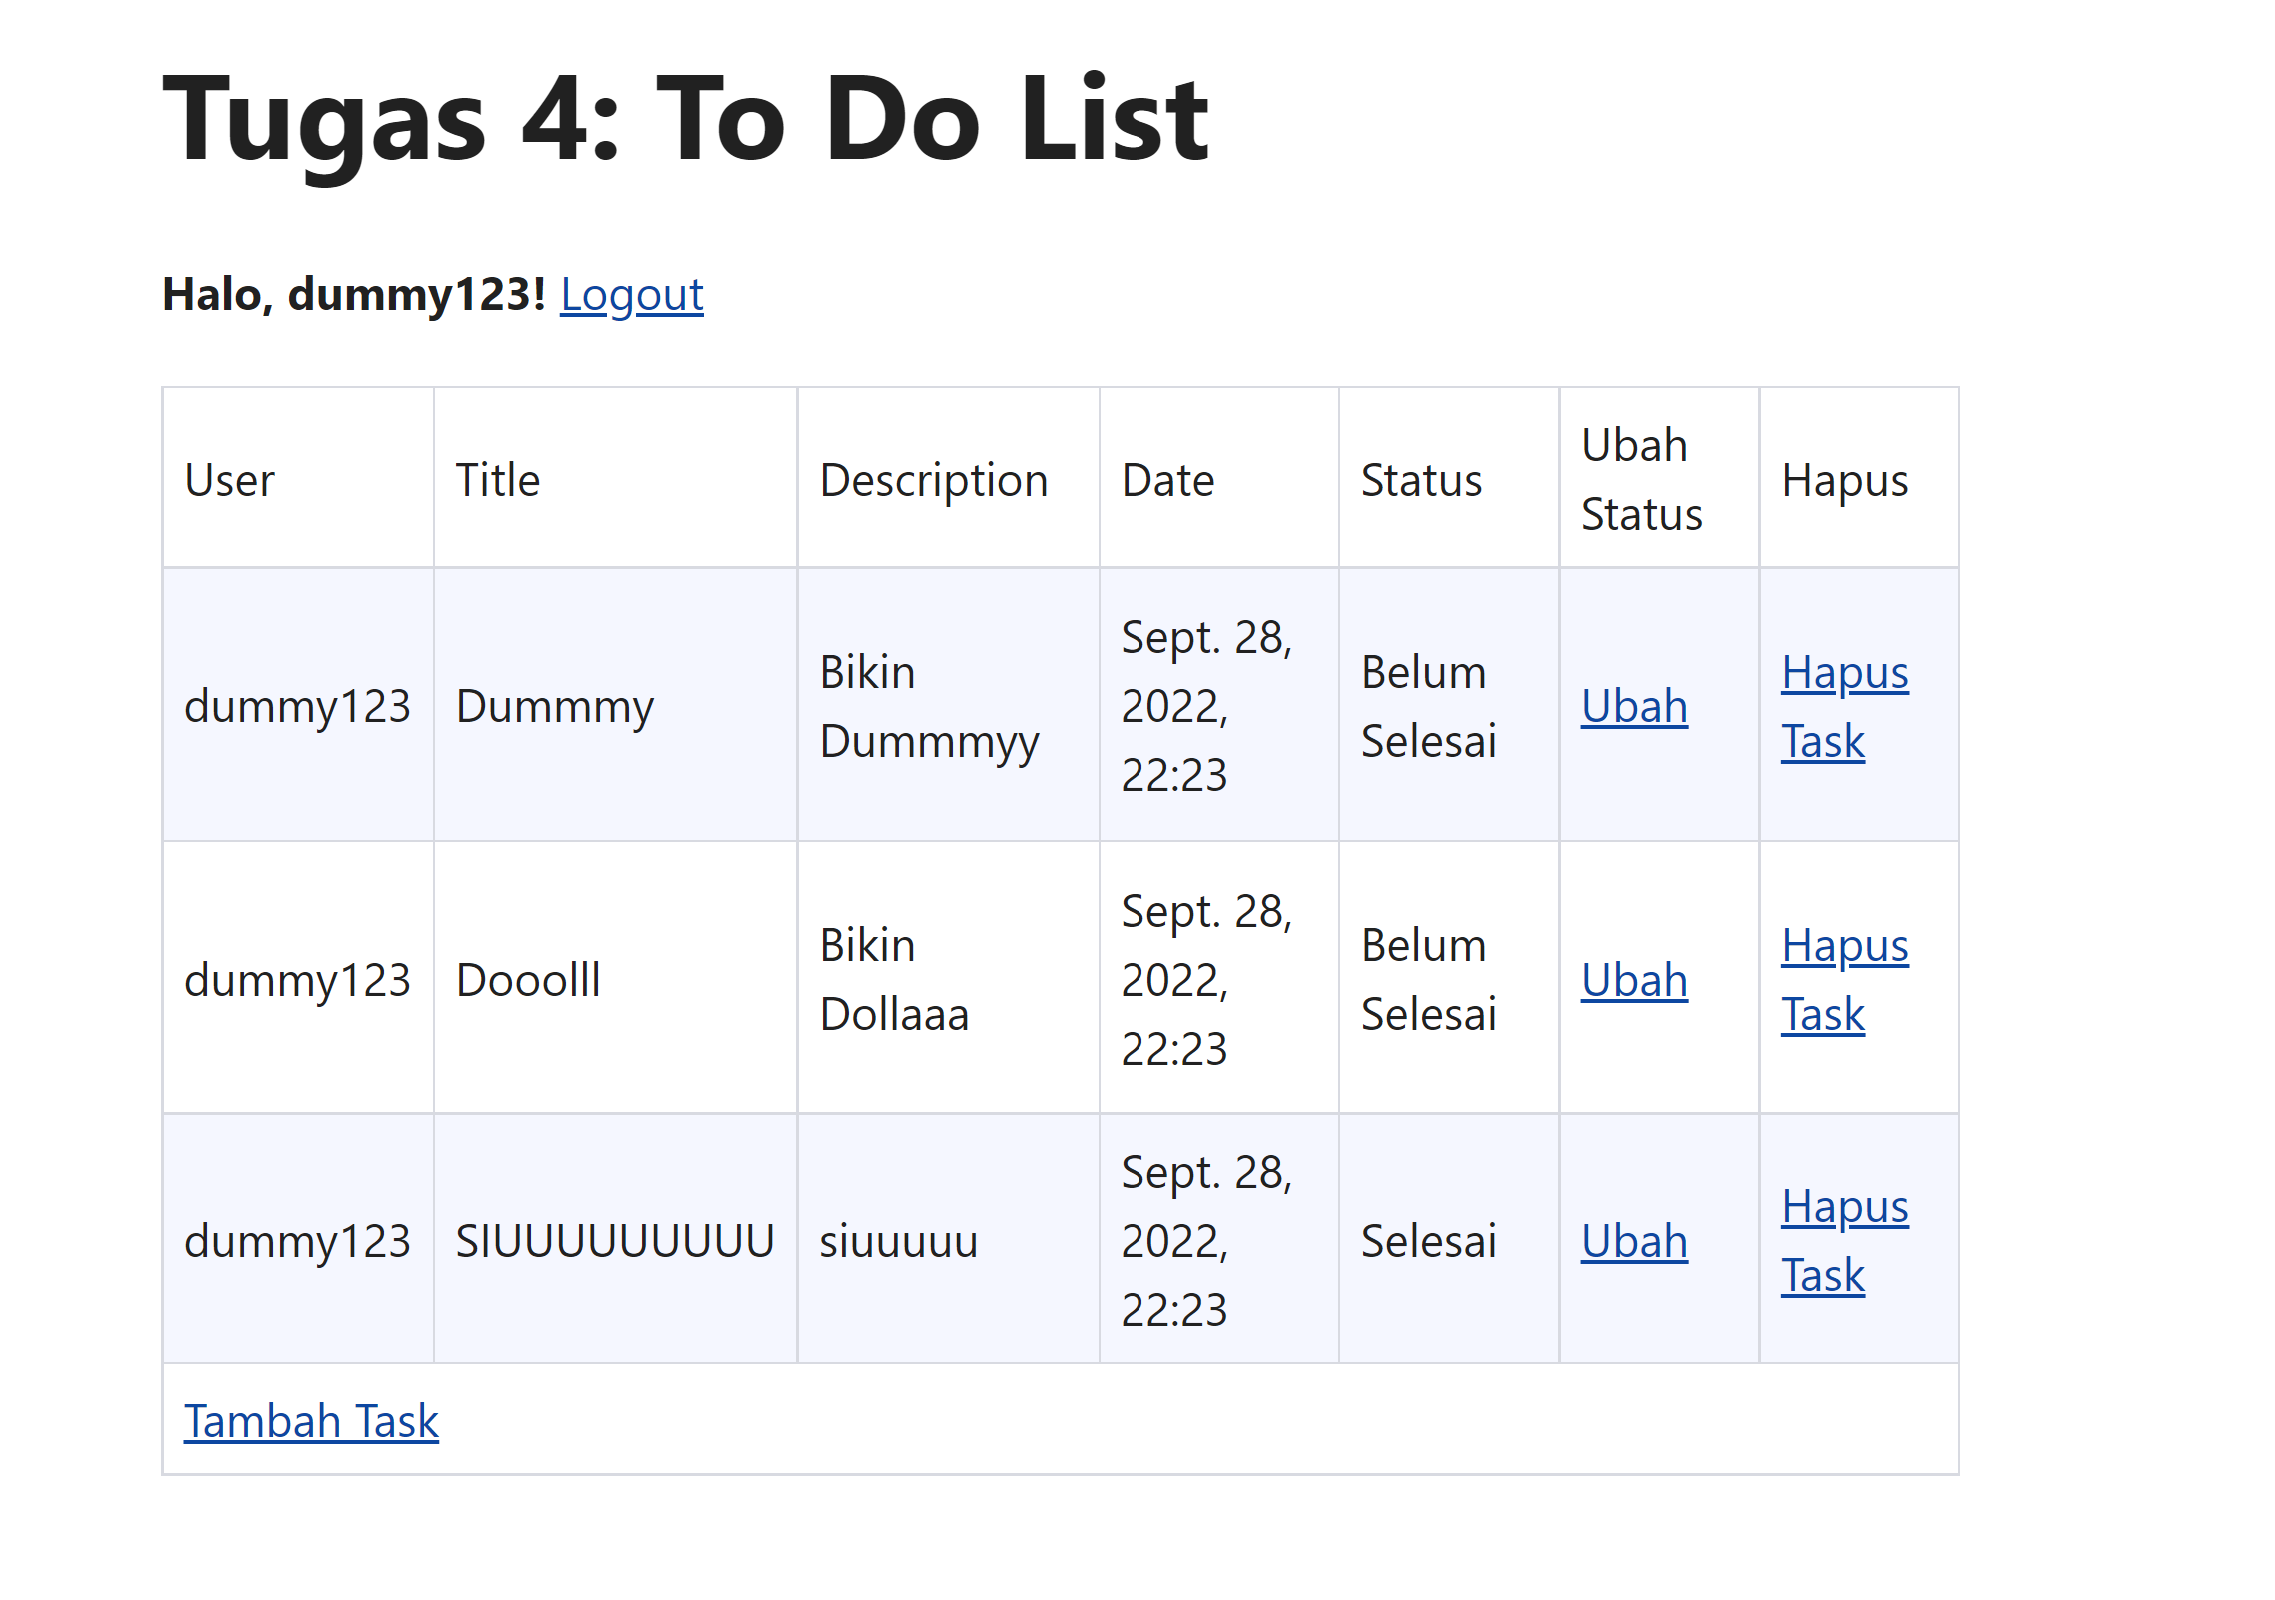 Tugas 4: To Do List
Halo, dummy123! Logout
User Title Description Date Status Ubah Status Hapus
dummy123 Dummmy Bikin Dummmyy Sept. 28, 2022, 22:23 Belum Selesai Ubah Hapus Task
dummy123 Dooolll Bikin Dollaaa Sept. 28, 2022, 22:23 Belum Selesai Ubah Hapus Task
dummy123 SIUUUUUUUUU siuuuuu Sept. 28, 2022, 22:23 Selesai Ubah Hapus Task
Tambah Task